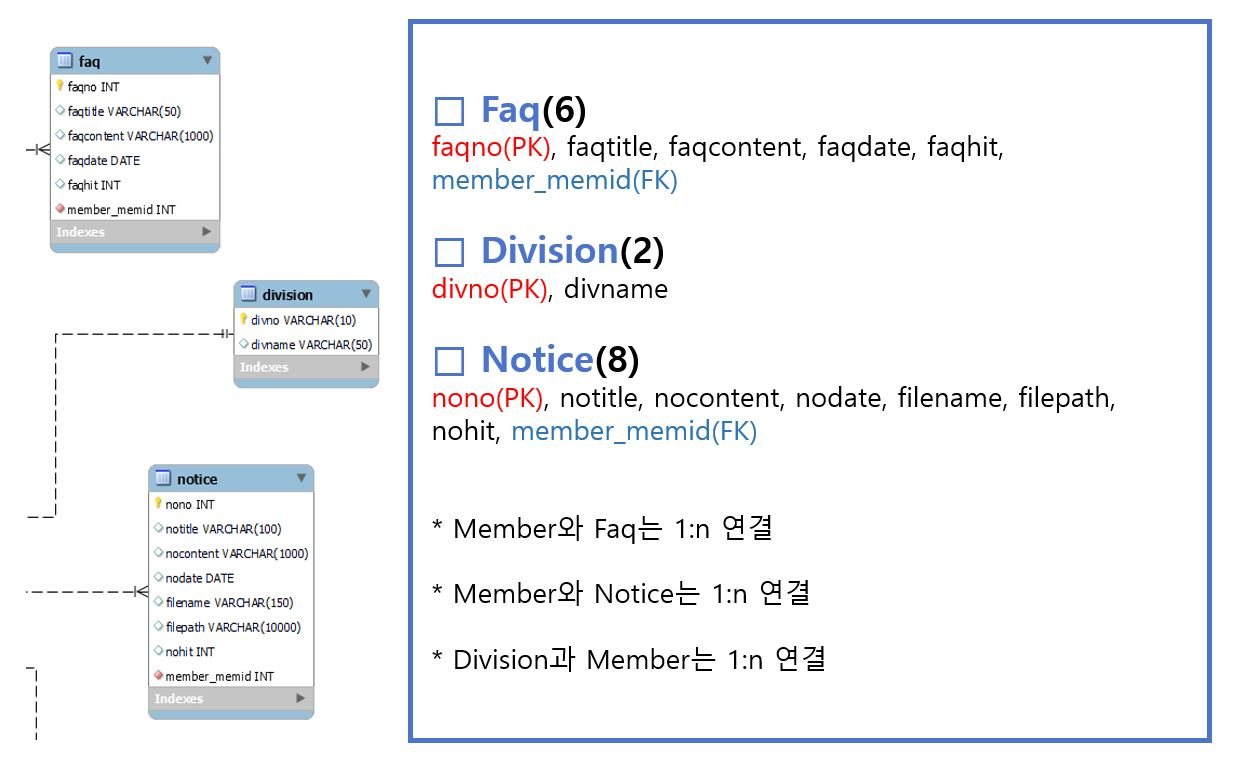 faq
faqno INT
faqtitle VARCHAR(50)
faqcontent VARCHAR(1000)
faqdate DATE
faqhit INT
member_memid INT
Indexes
division
divno VARCHAR(10)
divname VARCHAR(50)
Indexes
notice
nono INT
notitle VARCHAR(100)
nocontent VARCHAR(1000)
nodate DATE
filename VARCHAR(150)
filepath VARCHAR(10000)
nohit INT
member_memid INT
Indexes
□ Faq(6)
faqno(PK), faqtitle, faqcontent, faqdate, faqhit,
member_memid(FK)
□ Division(2)
divno(PK), divname
□ Notice(8)
nono(PK), notitle, nocontent, nodate, filename, filepath,
nohit, member_memid(FK)
* Member와 Faq는 1:n 연결
* Member와 Notice는 1:n 연결
* Division과 Member는 1:n 연결